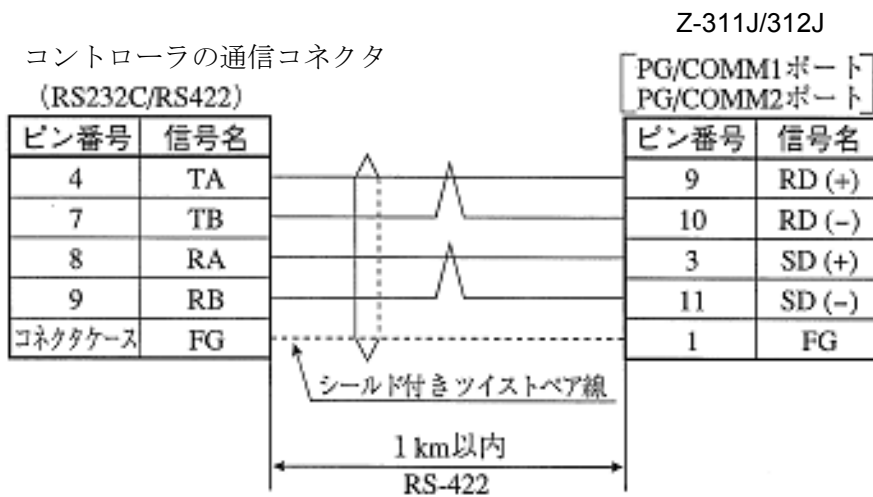 Z-311J/312J
コントローラの通信コネクタ
(RS232C/RS422)
PG/COMM1ポート
PG/COMM2ポート
ピン番号 信号名
4 TA
7 TB
8 RA
9 RB
コネクタケース FG
ピン番号 信号名
9 RD (+)
10 RD (−)
3 SD (+)
11 SD (−)
1 FG
シールド付きツイストペア線
1 km以内
RS-422